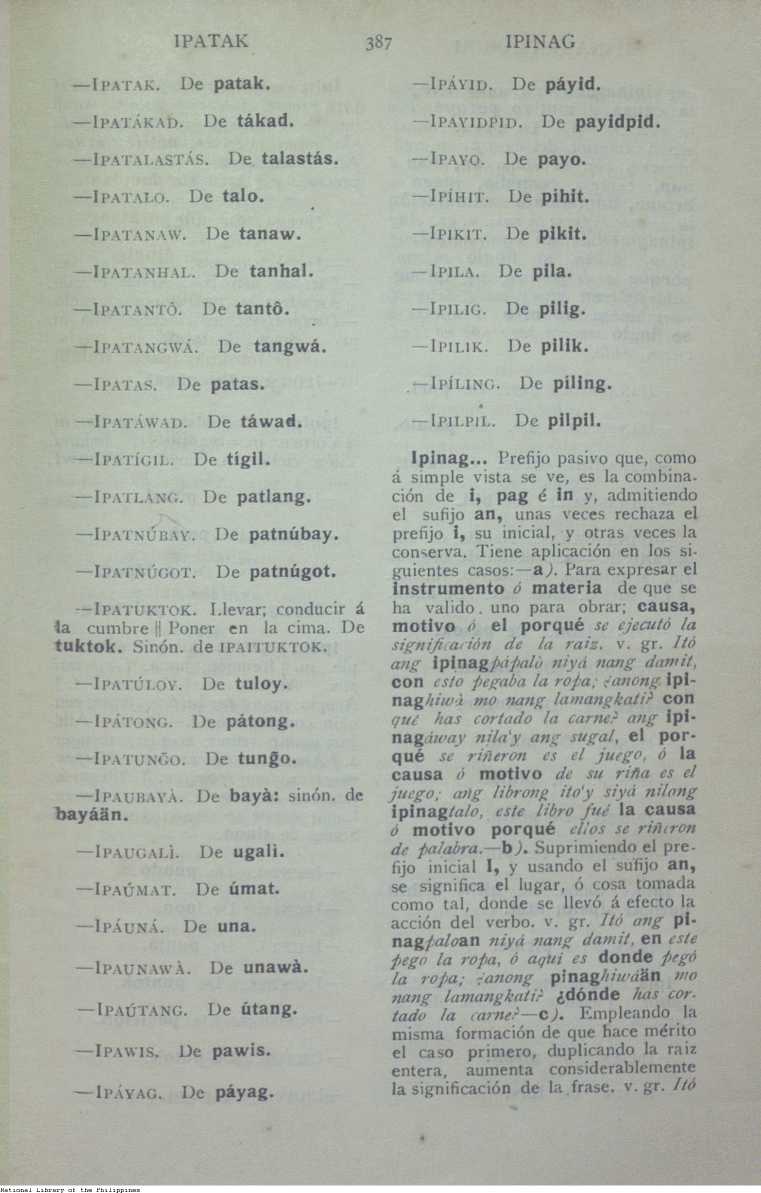 IPATAK 387 IPINAG
—IPATAK. De patak.
—IPATÁKAD. De tákad.
—IPATALASTÁS. De talastás.
—IPATALO. De talo.
—IPATANAW. De tanaw.
—IPATANHAL. De tanhal.
—IPATANTÔ. De tantô.
—IPATANGWÁ. De tangwá.
—IPATAS. De patas.
—IPATÁWAD. De táwad.
—IPATÍGIL. De tígil.
—IPATLANG. De patlang.
—IPATNÚBAY. De patnúbay.
—IPATNÚGOT. De patnúgot.
—IPATUKTOK. Llevar; conducir á
la cumbre || Poner en la cima. De
tuktok. Sinón. de IPAITUKTOK.
—IPATÚLOY. De tuloy.
—IPÁTONG. De pátong.
—IPATUNG̃O. De tung̃o.
—IPAUBAYÀ. De bayà: sinón. de
bayáän.
—IPAUGALÌ. De ugalì.
—IPAÚMAT. De úmat.
—IPÁUNÁ. De una.
—IPAUNAWÀ. De unawà.
—IPAÚTANG. De útang.
—IPAWIS. De pawis.
—IPÁYAG. De páyag.
—IPÁYID. De páyid.
—IPAYIDPID. De payidpid.
—IPAYO. De payo.
—IPÍHIT. De pihit.
—IPIKIT. De pikit.
—IPILA. De pila.
—IPILIG. De pilig.
—IPILIK. De pilik.
—IPÍLING. De píling.
—IPILPIL. De pilpil.
Ipinag... Prefijo pasivo que, como
á simple vista se ve, es la combina-
ción de i, pag é in y, admitiendo
el sufijo an, unas veces rechaza el
prefijo i, su inicial, y otras veces la
conserva. Tiene aplicación en los si-
guientes casos:—a). Para expresar el
instrumento ó materia de que se
ha valido uno para obrar; causa,
motivo ó el porqué se ejecutó la
significación de la raiz. v. gr. Itó
ang ipinagpápalò niyá nang damit,
con esto pegaba la ropa; ¿anong ipi-
naghiwà mo nang lamangkatì? con
qué has cortado la carne? ang ipi-
nagáway nila'y ang sugal, el por-
qué se riñeron es el juego, ó la
causa ó motivo de su riña es el
juego; ang librong ito'y siyá nilang
ipinagtalo, este libro fué la causa
ó motivo porqué ellos se riñeron
de palabra.—b). Suprimiendo el pre-
fijo inicial I, y usando el sufijo an,
se significa el lugar, ó cosa tomada
como tal, donde se llevó á efecto la
acción del verbo. v. gr. Itó ang pi-
nagpaloan niyá nang damit, en este
pego la ropa, ó aquí es donde pegó
la ropa; ¿anong pinaghiwáän mo
nang lamangkatì? ¿dónde has cor-
tado la carne?—c). Empleando la
misma formación de que hace mérito
el caso primero, duplicando la raiz
entera, aumenta considerablemente
la significación de la frase. v. gr. Itó
National Library of the Philippines